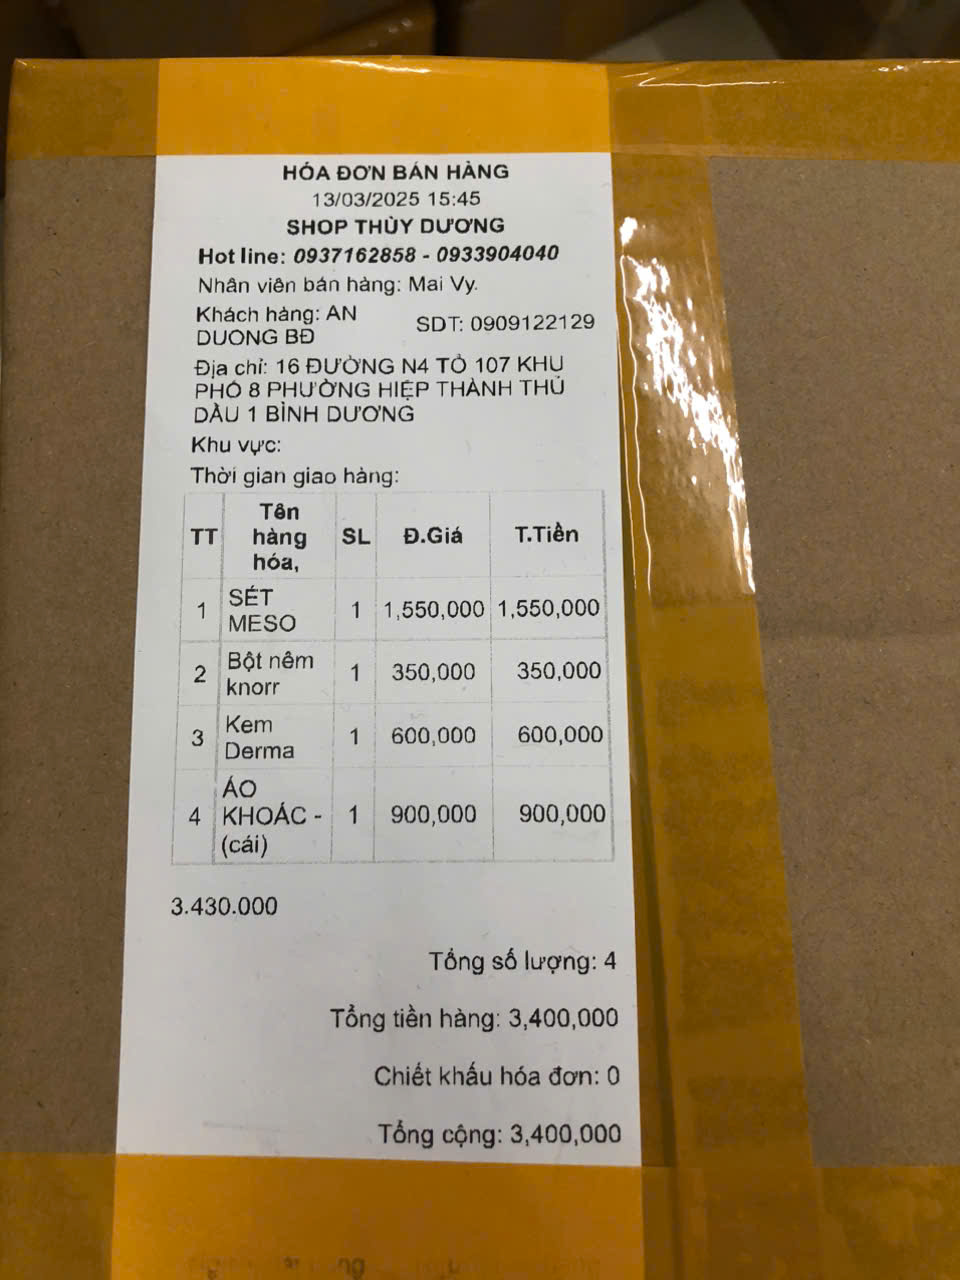 HÓA ĐƠN BÁN HÀNG
13/03/2025 15:45
SHOP THÙY DƯƠNG
Hot line: 0937162858 - 0933904040
Nhân viên bán hàng: Mai Vy.
Khách hàng: AN DUONG BĐ SDT: 0909122129
Địa chỉ: 16 ĐƯỜNG N4 TỔ 107 KHU
PHỐ 8 PHƯỜNG HIỆP THÀNH THỦ
DẦU 1 BÌNH DƯƠNG
Khu vực:
Thời gian giao hàng:
TT Tên hàng hóa, SL Đ.Giá T.Tiền
1 SÉT MESO 1 1,550,000 1,550,000
2 Bột nêm knorr 1 350,000 350,000
3 Kem Derma 1 600,000 600,000
4 ÁO KHOÁC - (cái) 1 900,000 900,000
3.430.000
Tổng số lượng: 4
Tổng tiền hàng: 3,400,000
Chiết khấu hóa đơn: 0
Tổng cộng: 3,400,000